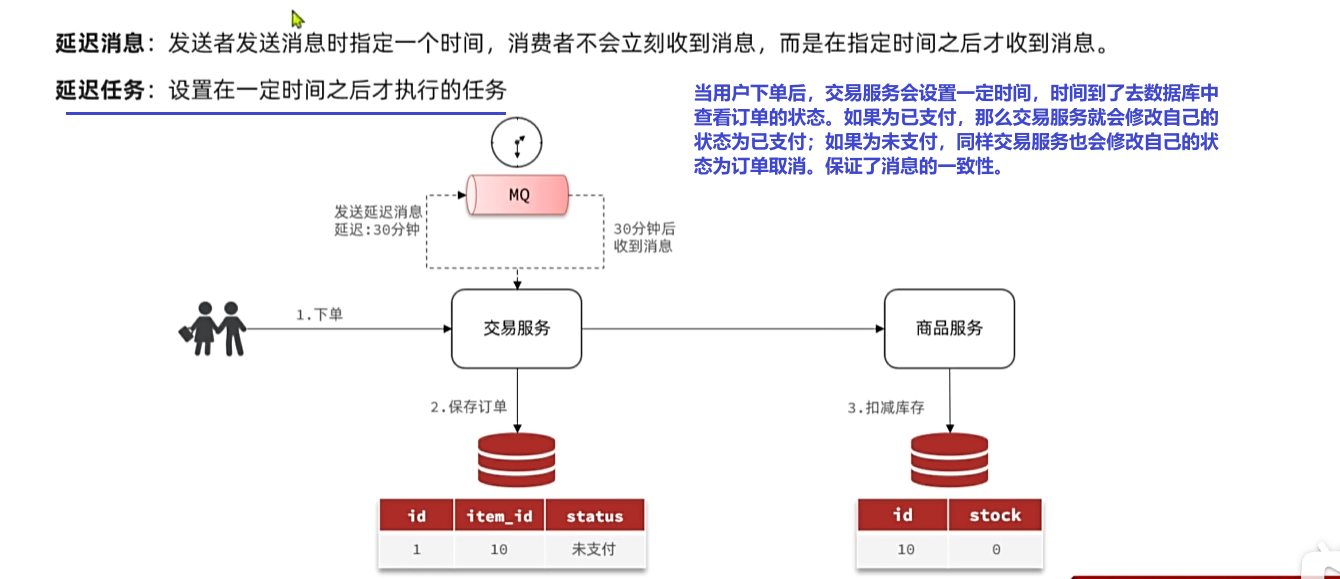 延迟消息：发送者发送消息时指定一个时间，消费者不会立刻收到消息，而是在指定时间之后才收到消息。
延迟任务：设置在一定时间之后才执行的任务
当用户下单后，交易服务会设置一定时间，时间到了去数据库中
查看订单的状态。如果为已支付，那么交易服务就会修改自己的
状态为已支付；如果为未支付，同样交易服务也会修改自己的状
态为订单取消。保证了消息的一致性。
MQ
发送延迟消息
延迟:30分钟
30分钟后
收到消息
1.下单
交易服务
商品服务
2.保存订单
3.扣减库存
id item_id status
1 10 未支付
id stock
10 0